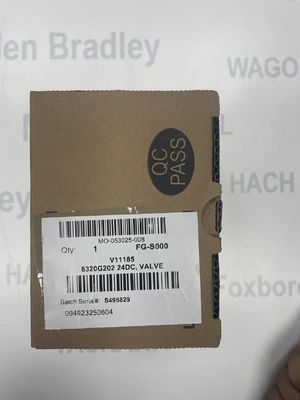 en Bradley
WAGO
HACH
Foxboro
QC
PASS
MO-053025-008
Qty: 1 FG-S000
V11185
8320G202 24DC, VALVE
Batch Serial #: S495829
094923250604